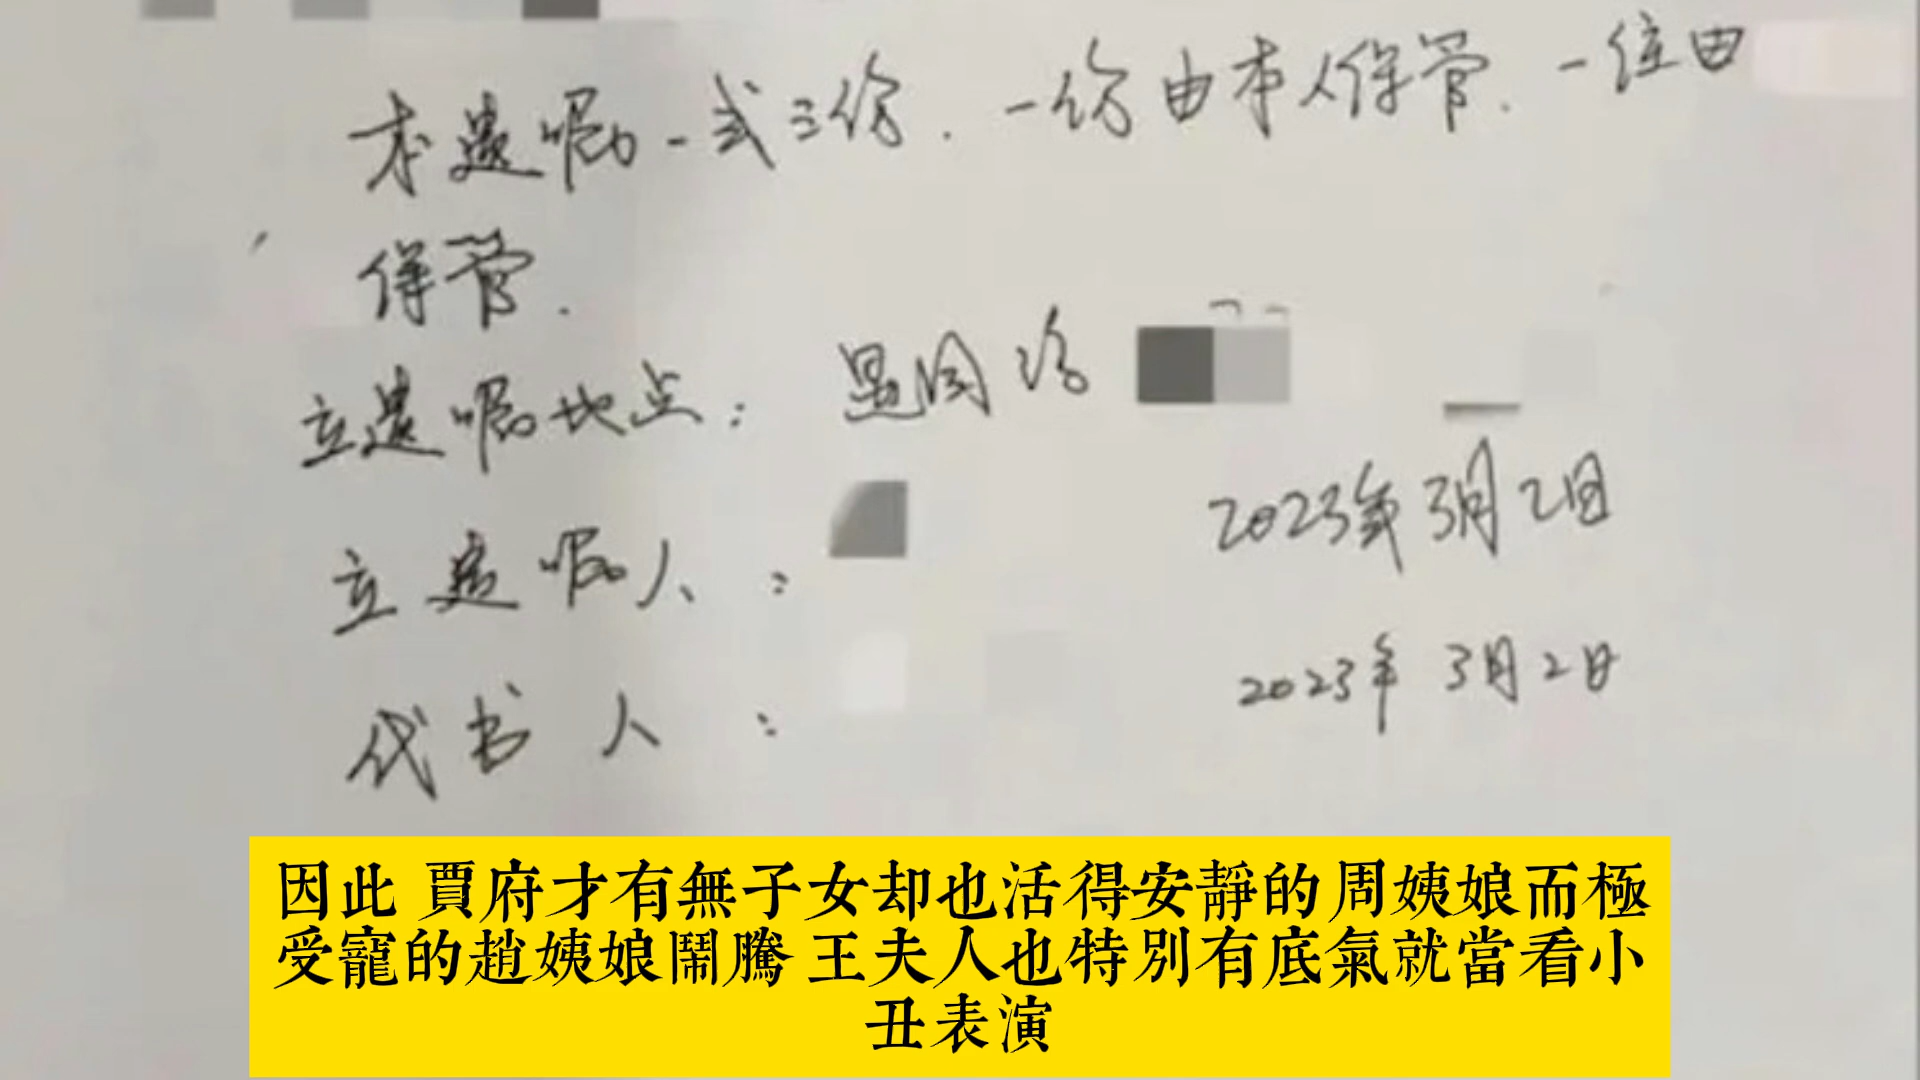 本遗嘱一式三份.一份由本人保管.一位由
保管.
立遗嘱地点:
2023年3月2日
立遗嘱人:
2023年3月2日
代书人:
因此 賈府才有無子女却也活得安靜的周姨娘而極
受寵的趙姨娘鬧騰 王夫人也特別有底氣就當看小
丑表演